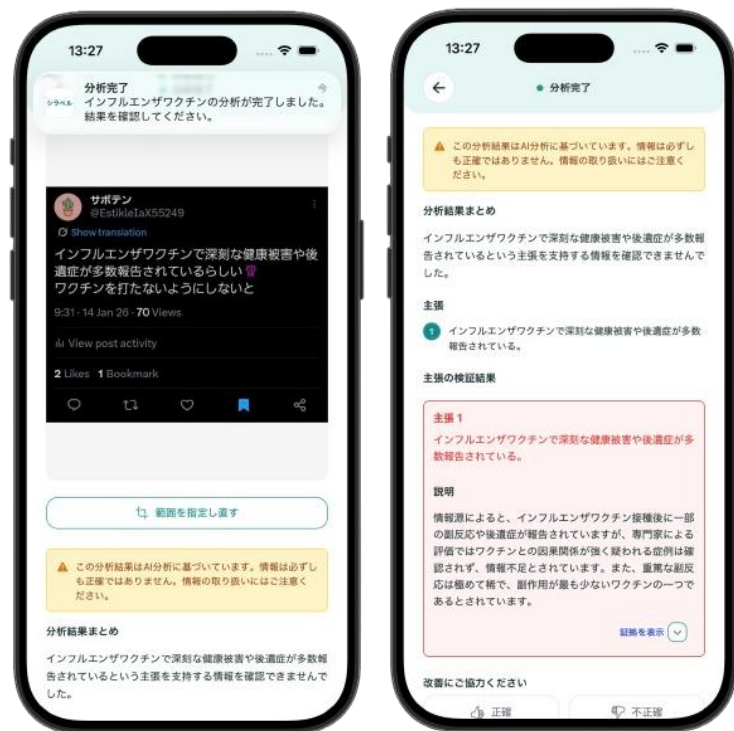 13:27
分析完了
シラベル
インフルエンザワクチンの分析が完了しました。
結果を確認してください。
サボテン
@EstikleIaX55249
Show translation
インフルエンザワクチンで深刻な健康被害や後
遺症が多数報告されているらしい
ワクチンを打たないようにしないと
9:31 · 14 Jan 26 · 70 Views
View post activity
2 Likes 1 Bookmark
範囲を指定し直す
この分析結果はAI分析に基づいています。情報は必ずし
も正確ではありません。情報の取り扱いにはご注意く
ださい。
分析結果まとめ
インフルエンザワクチンで深刻な健康被害や後遺症が多数報
告されているという主張を支持する情報を確認できませんで
した。
13:27
分析完了
この分析結果はAI分析に基づいています。情報は必ずし
も正確ではありません。情報の取り扱いにはご注意く
ださい。
分析結果まとめ
インフルエンザワクチンで深刻な健康被害や後遺症が多数報
告されているという主張を支持する情報を確認できませんで
した。
主張
1 インフルエンザワクチンで深刻な健康被害や後遺症が多数
報告されている。
主張の検証結果
主張 1
インフルエンザワクチンで深刻な健康被害や後遺症が多
数報告されている。
説明
情報源によると、インフルエンザワクチン接種後に一部
の副反応や後遺症が報告されていますが、専門家による
評価ではワクチンとの因果関係が強く疑われる症例は確
認されず、情報不足とされています。また、重篤な副反
応は極めて稀で、副作用が最も少ないワクチンの一つで
あるとされています。
証拠を表示
改善にご協力ください
正確
不正確